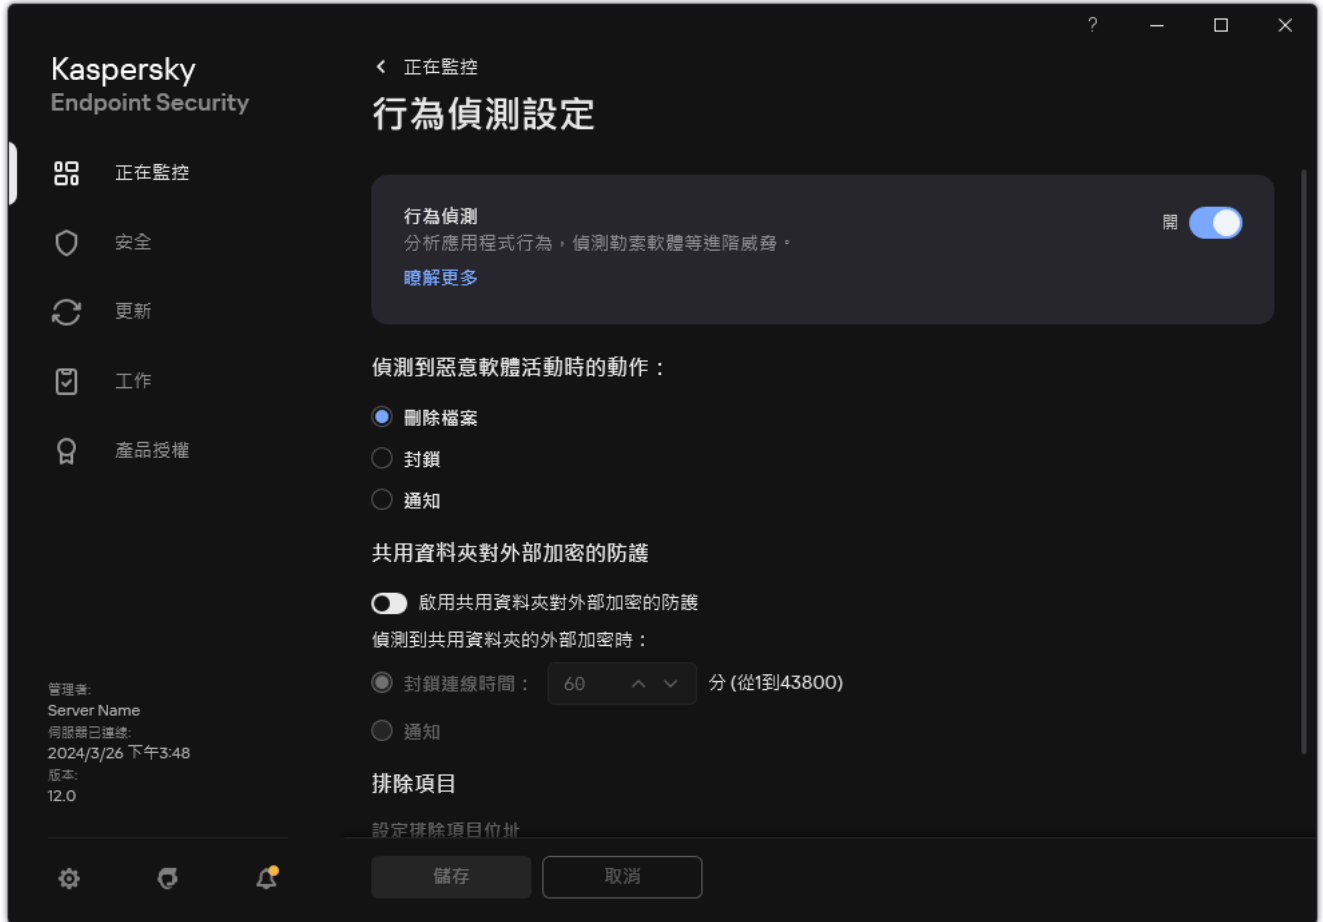 Kaspersky
Endpoint Security
正在監控
安全
更新
工作
產品授權
管理者:
Server Name
伺服器已連線:
2024/3/26 下午3:48
版本:
12.0
?
正在監控
行為偵測設定
行為偵測
開
分析應用程式行為，偵測勒索軟體等進階威脅。
瞭解更多
偵測到惡意軟體活動時的動作：
刪除檔案
封鎖
通知
共用資料夾對外部加密的防護
啟用共用資料夾對外部加密的防護
偵測到共用資料夾的外部加密時：
封鎖連線時間： 60 分 (從1到43800)
通知
排除項目
設定排除項目位址
儲存 取消